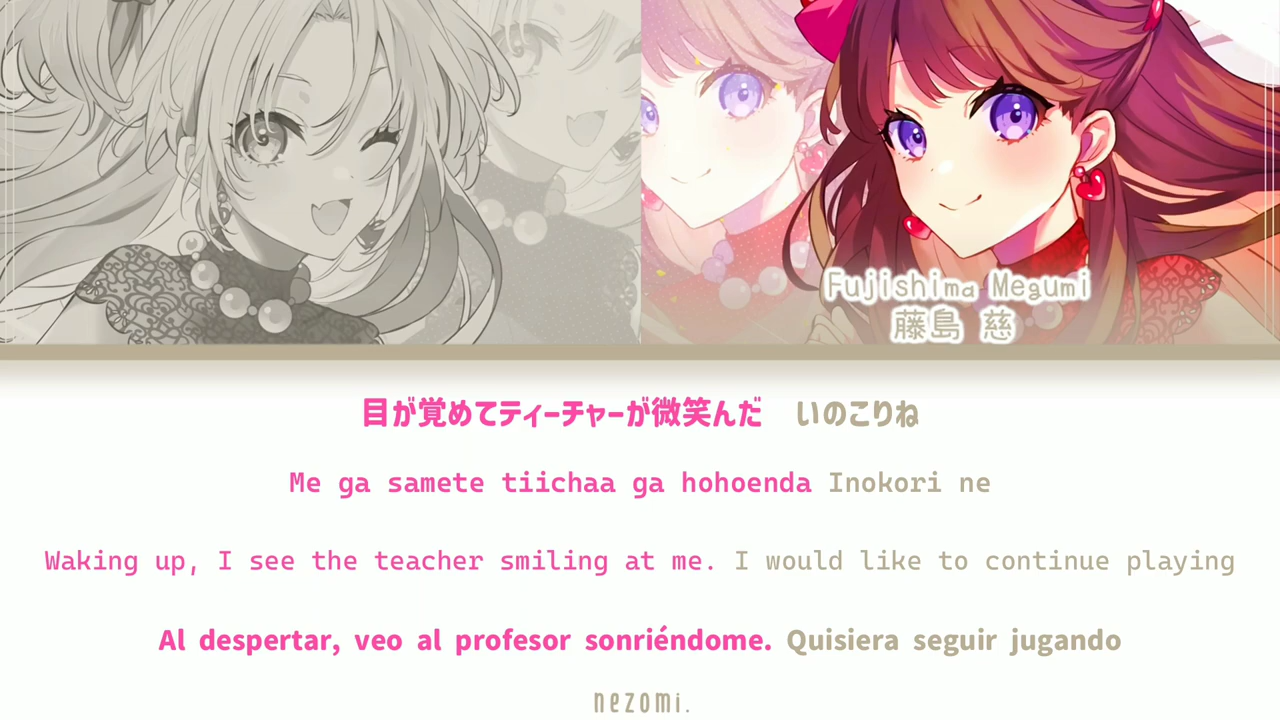 Fujishima Megumi
藤島 慈
目が覚めてティーチャーが微笑んだ　いのこりね
Me ga samete tiichaa ga hohoenda Inokori ne
Waking up, I see the teacher smiling at me. I would like to continue playing
Al despertar, veo al profesor sonriéndome. Quisiera seguir jugando
nezomi.